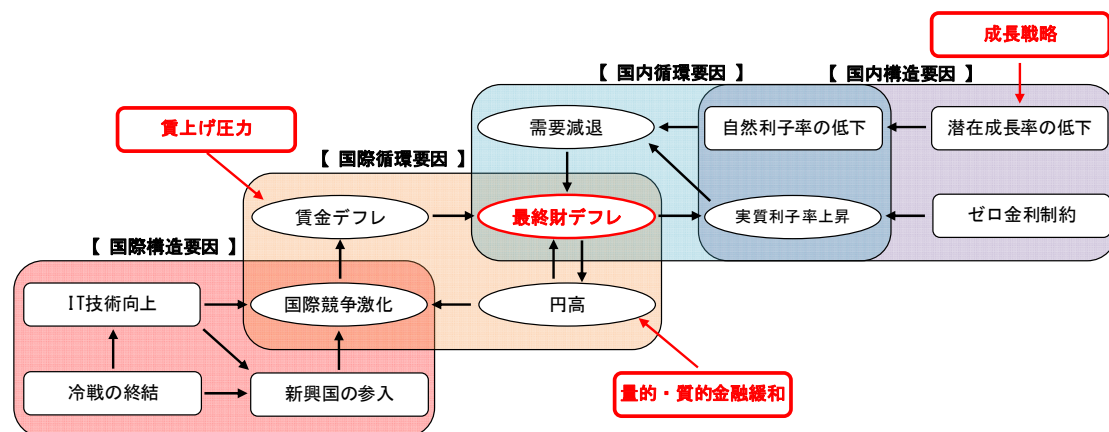 成長戦略
【 国内循環要因 】
【 国内構造要因 】
賃上げ圧力
需要減退
自然利子率の低下
潜在成長率の低下
【 国際循環要因 】
賃金デフレ
最終財デフレ
実質利子率上昇
ゼロ金利制約
【 国際構造要因 】
IT技術向上
国際競争激化
円高
冷戦の終結
新興国の参入
量的・質的金融緩和